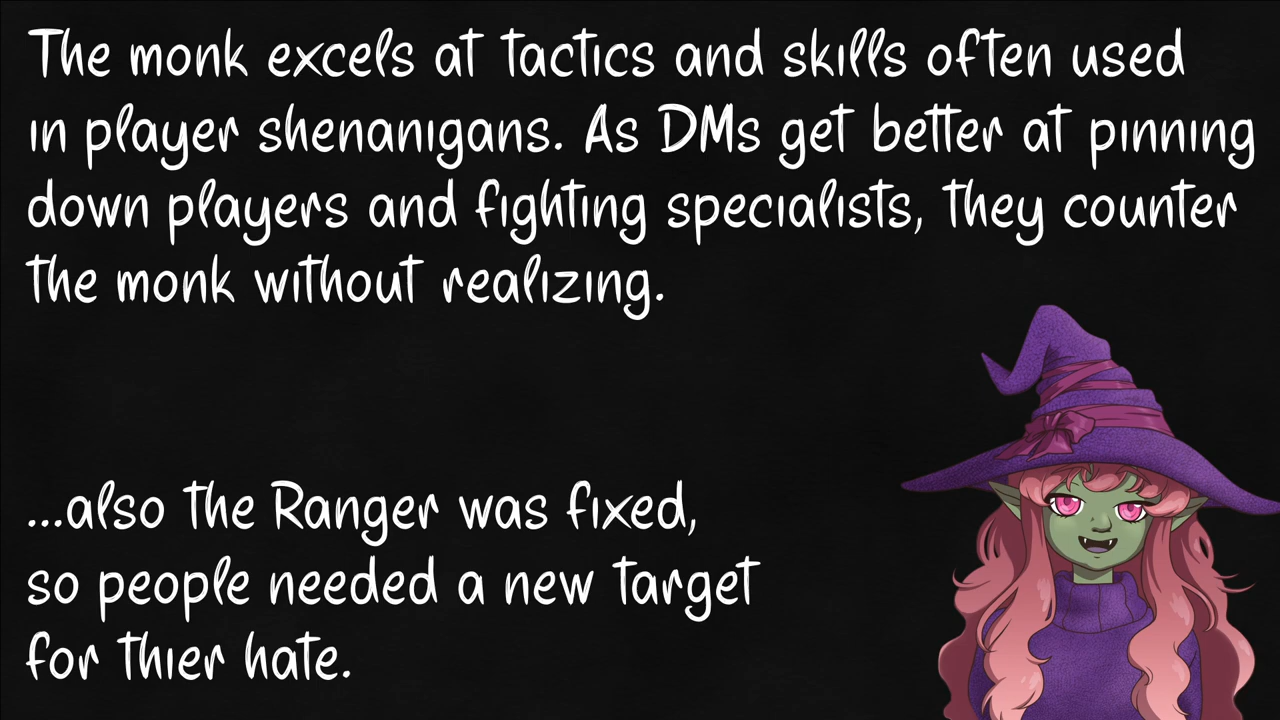 The monk excels at tactics and skills often used
in player shenanigans. As DMs get better at pinning
down players and fighting specialists, they counter
the monk without realizing.
...also the Ranger was fixed,
so people needed a new target
for thier hate.